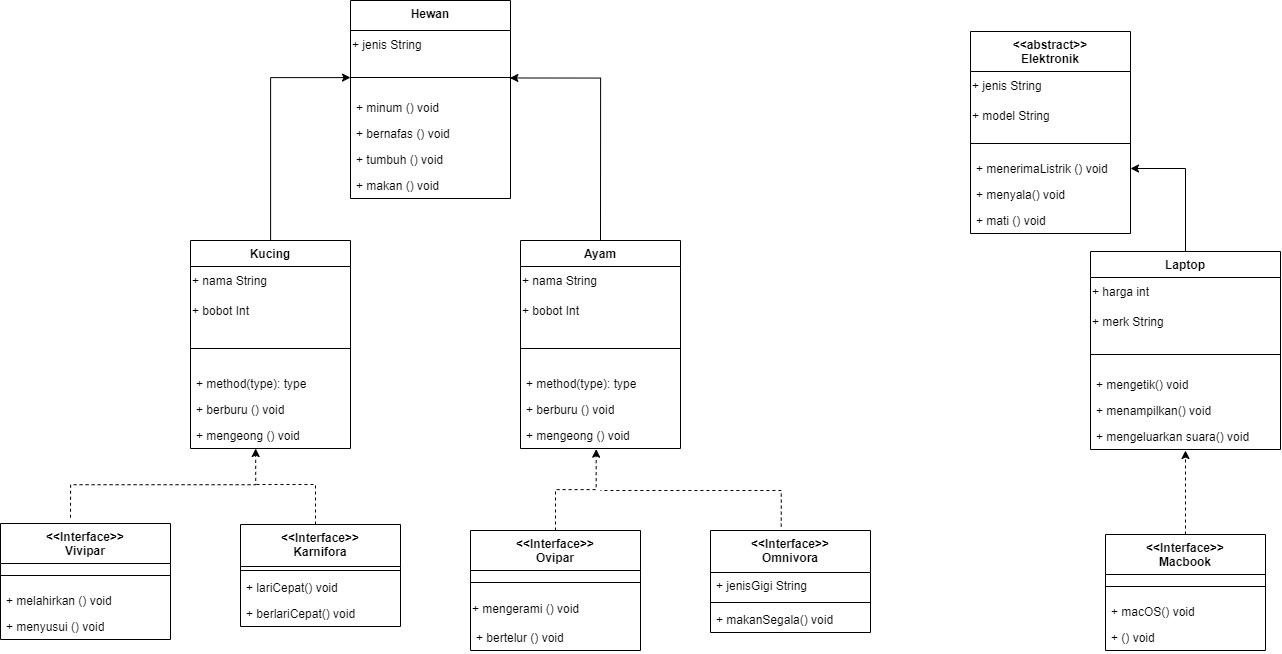 Hewan
+ jenis String
+ minum () void
+ bernafas () void
+ tumbuh () void
+ makan () void
Kucing
+ nama String
+ bobot Int
+ method(type): type
+ berburu () void
+ mengeong () void
Ayam
+ nama String
+ bobot Int
+ method(type): type
+ berburu () void
+ mengeong () void
<<Interface>>
Vivipar
+ melahirkan () void
+ menyusui () void
<<Interface>>
Karnifora
+ lariCepat() void
+ berlariCepat() void
<<Interface>>
Ovipar
+ mengerami () void
+ bertelur () void
<<Interface>>
Omnivora
+ jenisGigi String
+ makanSegala() void
<<abstract>>
Elektronik
+ jenis String
+ model String
+ menerimaListrik () void
+ menyala() void
+ mati () void
Laptop
+ harga int
+ merk String
+ mengetik() void
+ menampilkan() void
+ mengeluarkan suara() void
<<Interface>>
Macbook
+ macOS() void
+ () void